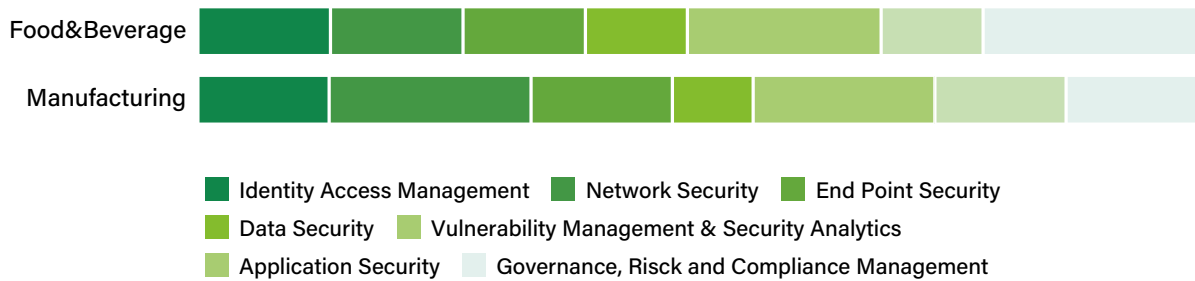 Food&Beverage
Manufacturing
Identity Access Management Network Security End Point Security
Data Security Vulnerability Management & Security Analytics
Application Security Governance, Risck and Compliance Management